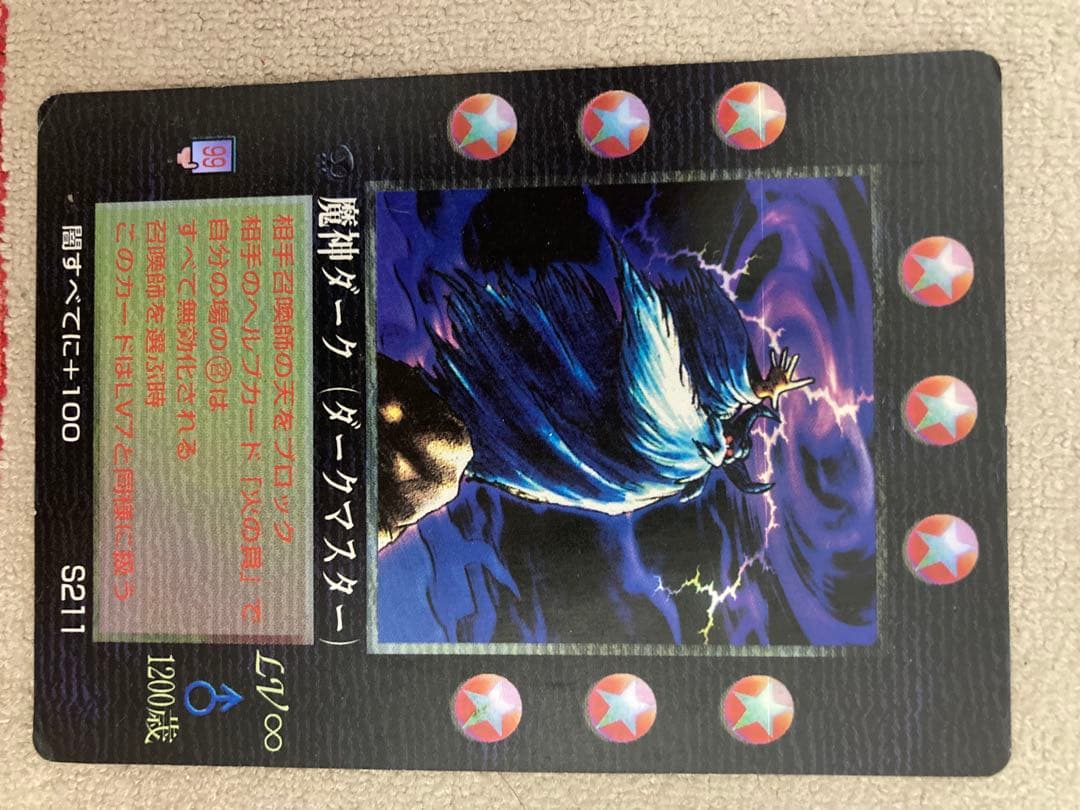 魔神ダーク（ダークマスター）
LV∞
99
相手召喚師の天をブロック
相手のヘルプカード「火の貝」で
自分の場のは
すべて無効化される
召喚師を選ぶ時
このカードはLV7と同様に扱う
♂
1200歳
闇すべてに+100
S211